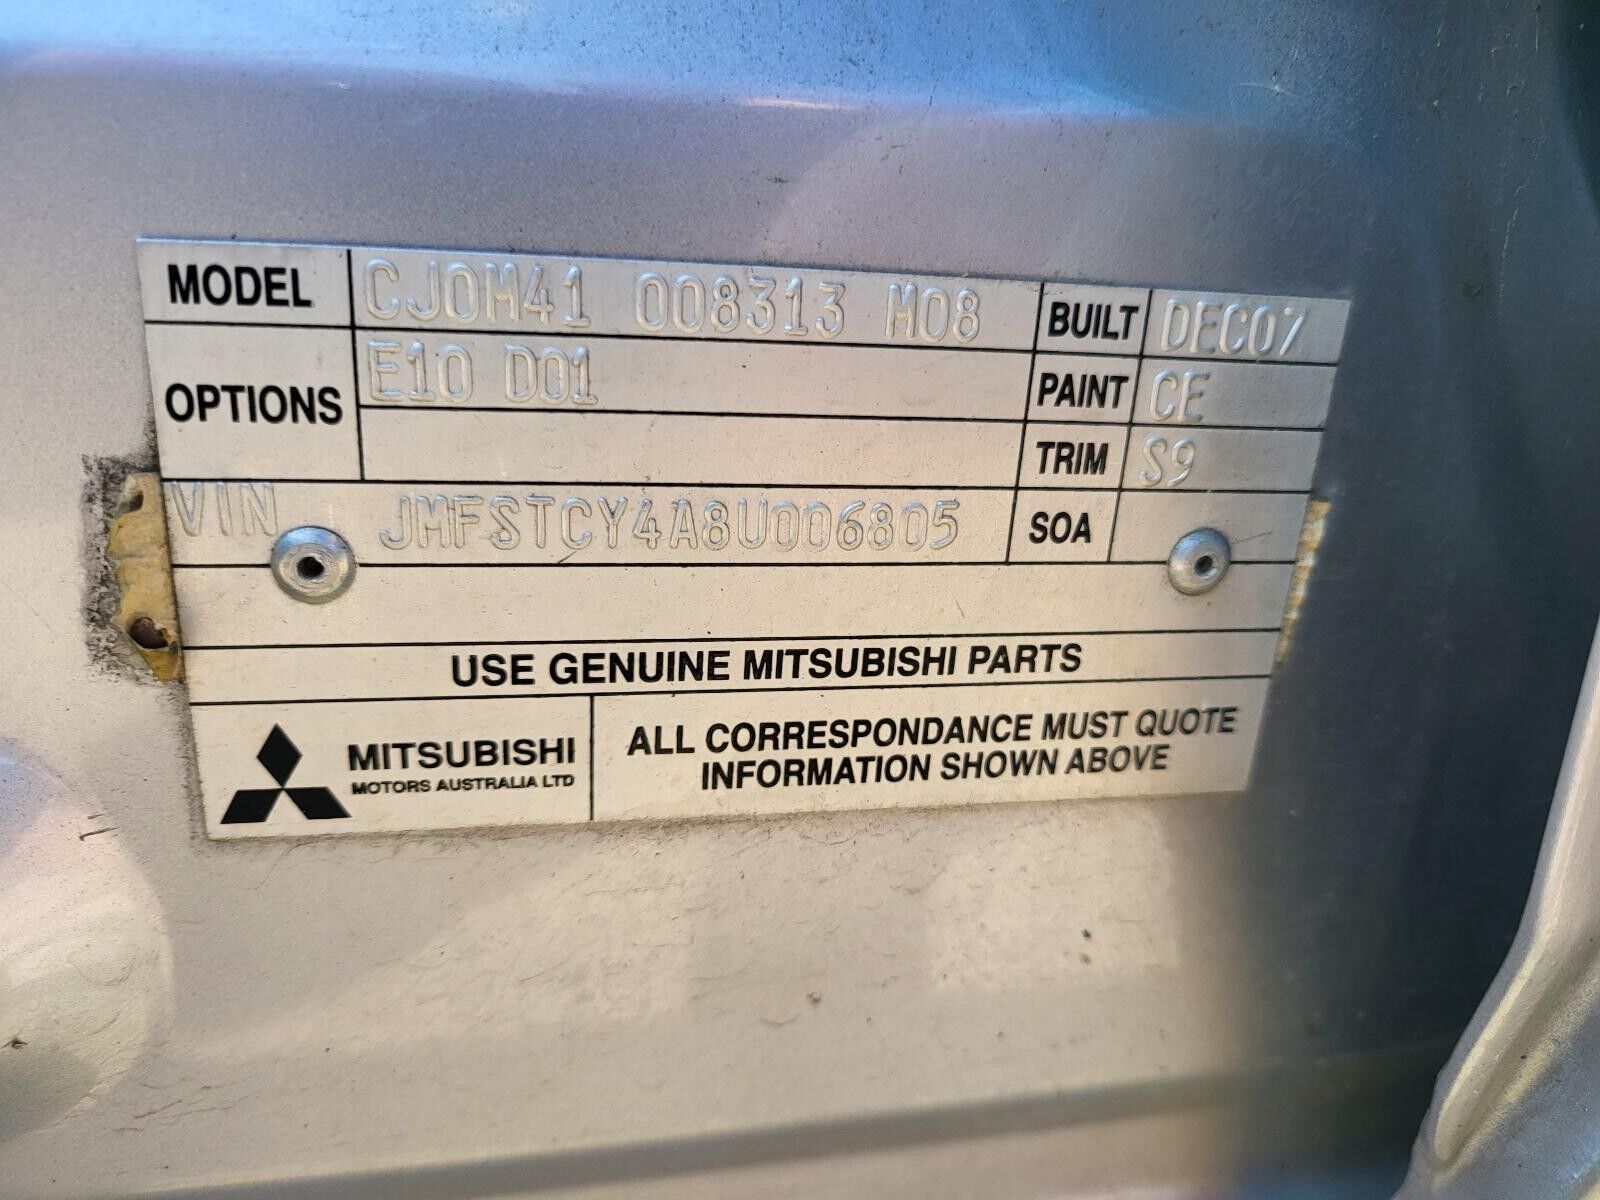 MODEL CJ0M41 008313 M08 BUILT DEC07
OPTIONS E10 D01 PAINT CE
TRIM S9
VIN JMFSTCY4A8U006805 SOA
USE GENUINE MITSUBISHI PARTS
MITSUBISHI
MOTORS AUSTRALIA LTD
ALL CORRESPONDANCE MUST QUOTE
INFORMATION SHOWN ABOVE